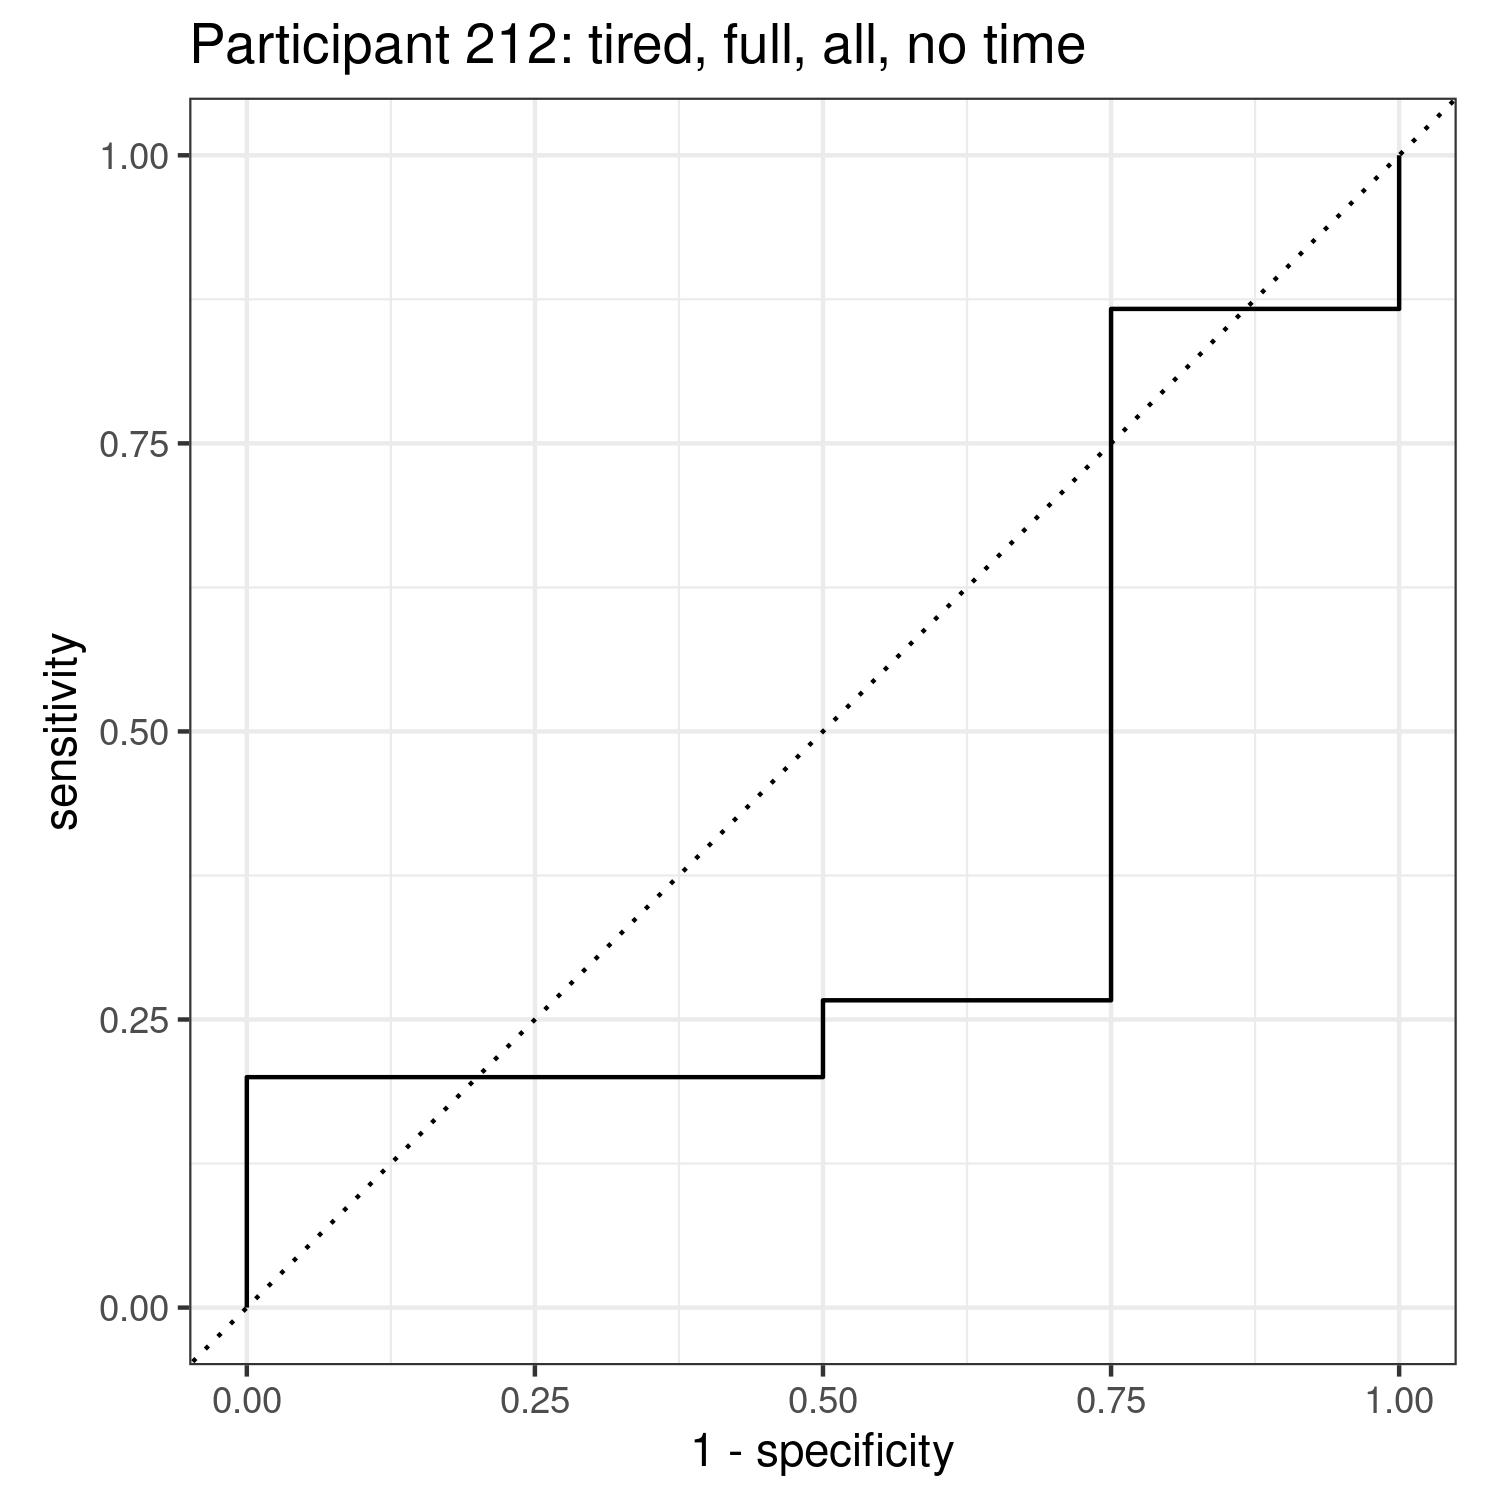 Participant 212: tired, full, all, no time
1.00
0.75
0.50
0.25
0.00
sensitivity
0.00 0.25 0.50 0.75 1.00
1 - specificity